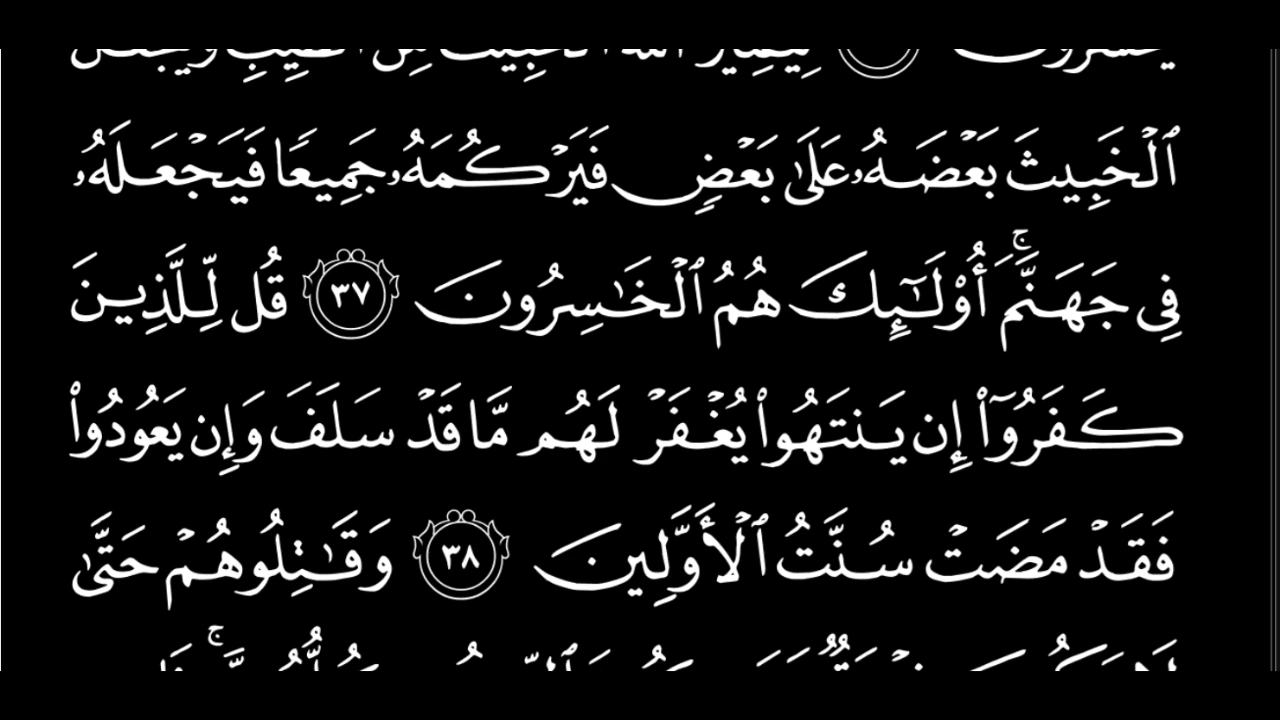 ٱلْخَبِيثَ بَعْضَهُۥ عَلَىٰ بَعْضٍ فَيَرْكُمَهُۥ جَمِيعًا فَيَجْعَلَهُۥ
فِى جَهَنَّمَ ۚ أُو۟لَـٰٓئِكَ هُمُ ٱلْخَـٰسِرُونَ ٣٧ قُل لِّلَّذِينَ
كَفَرُوٓا۟ إِن يَنتَهُوا۟ يُغْفَرْ لَهُم مَّا قَدْ سَلَفَ وَإِن يَعُودُوا۟
فَقَدْ مَضَتْ سُنَّتُ ٱلْأَوَّلِينَ ٣٨ وَقَـٰتِلُوهُمْ حَتَّىٰ